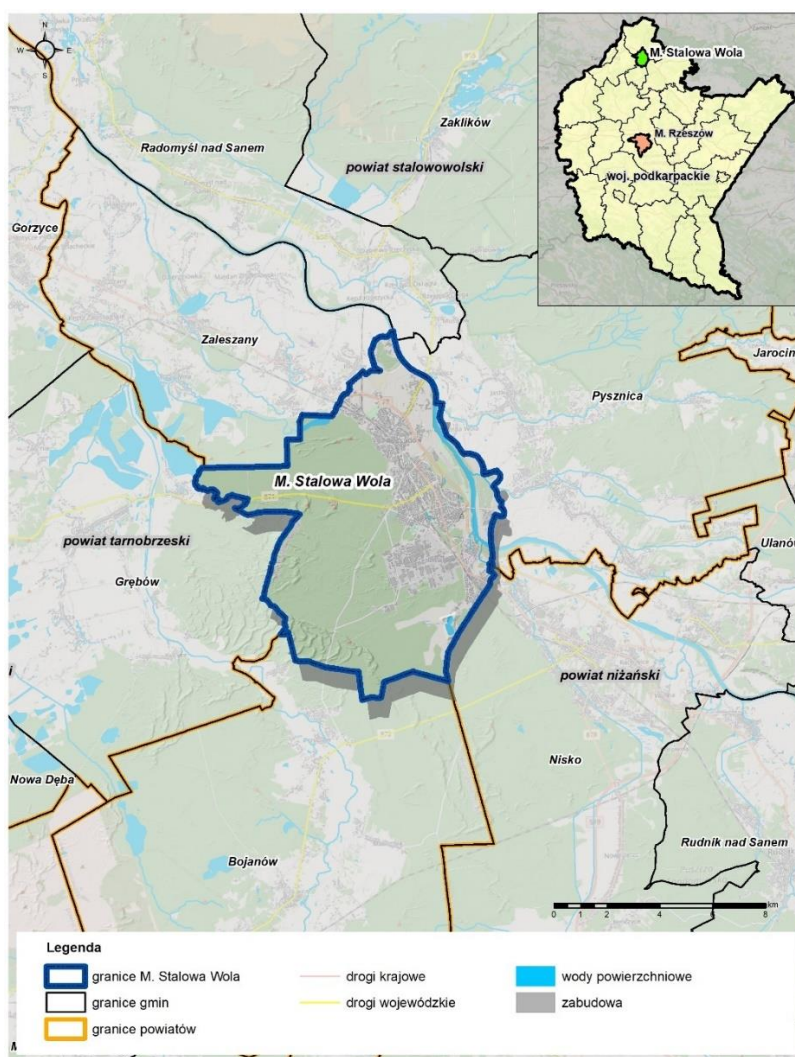 N
W E
S
M. Stalowa Wola
M. Rzeszów
woj. podkarpackie
Zaklików
Radomyśl nad Sanem
powiat stalowowolski
Gorzyce
Zaleszany
Jarocin
Pysznica
M. Stalowa Wola
powiat tarnobrzeski
Grębów
Ulanów
powiat niżański
Nisko
Nowa Dęba
Bojanów
Rudnik nad Sanem
0 1 2 4 6 8
km
Legenda
granice M. Stalowa Wola
granice gmin
granice powiatów
drogi krajowe
drogi wojewódzkie
wody powierzchniowe
zabudowa